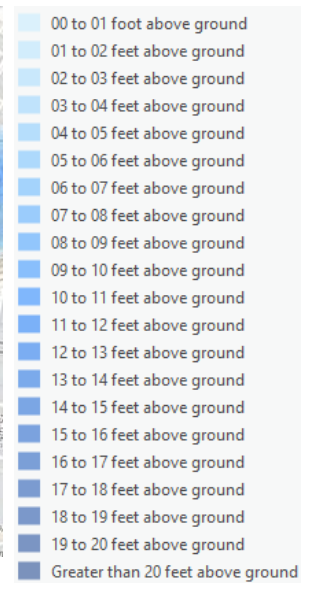 00 to 01 foot above ground
01 to 02 feet above ground
02 to 03 feet above ground
03 to 04 feet above ground
04 to 05 feet above ground
05 to 06 feet above ground
06 to 07 feet above ground
07 to 08 feet above ground
08 to 09 feet above ground
09 to 10 feet above ground
10 to 11 feet above ground
11 to 12 feet above ground
12 to 13 feet above ground
13 to 14 feet above ground
14 to 15 feet above ground
15 to 16 feet above ground
16 to 17 feet above ground
17 to 18 feet above ground
18 to 19 feet above ground
19 to 20 feet above ground
Greater than 20 feet above ground